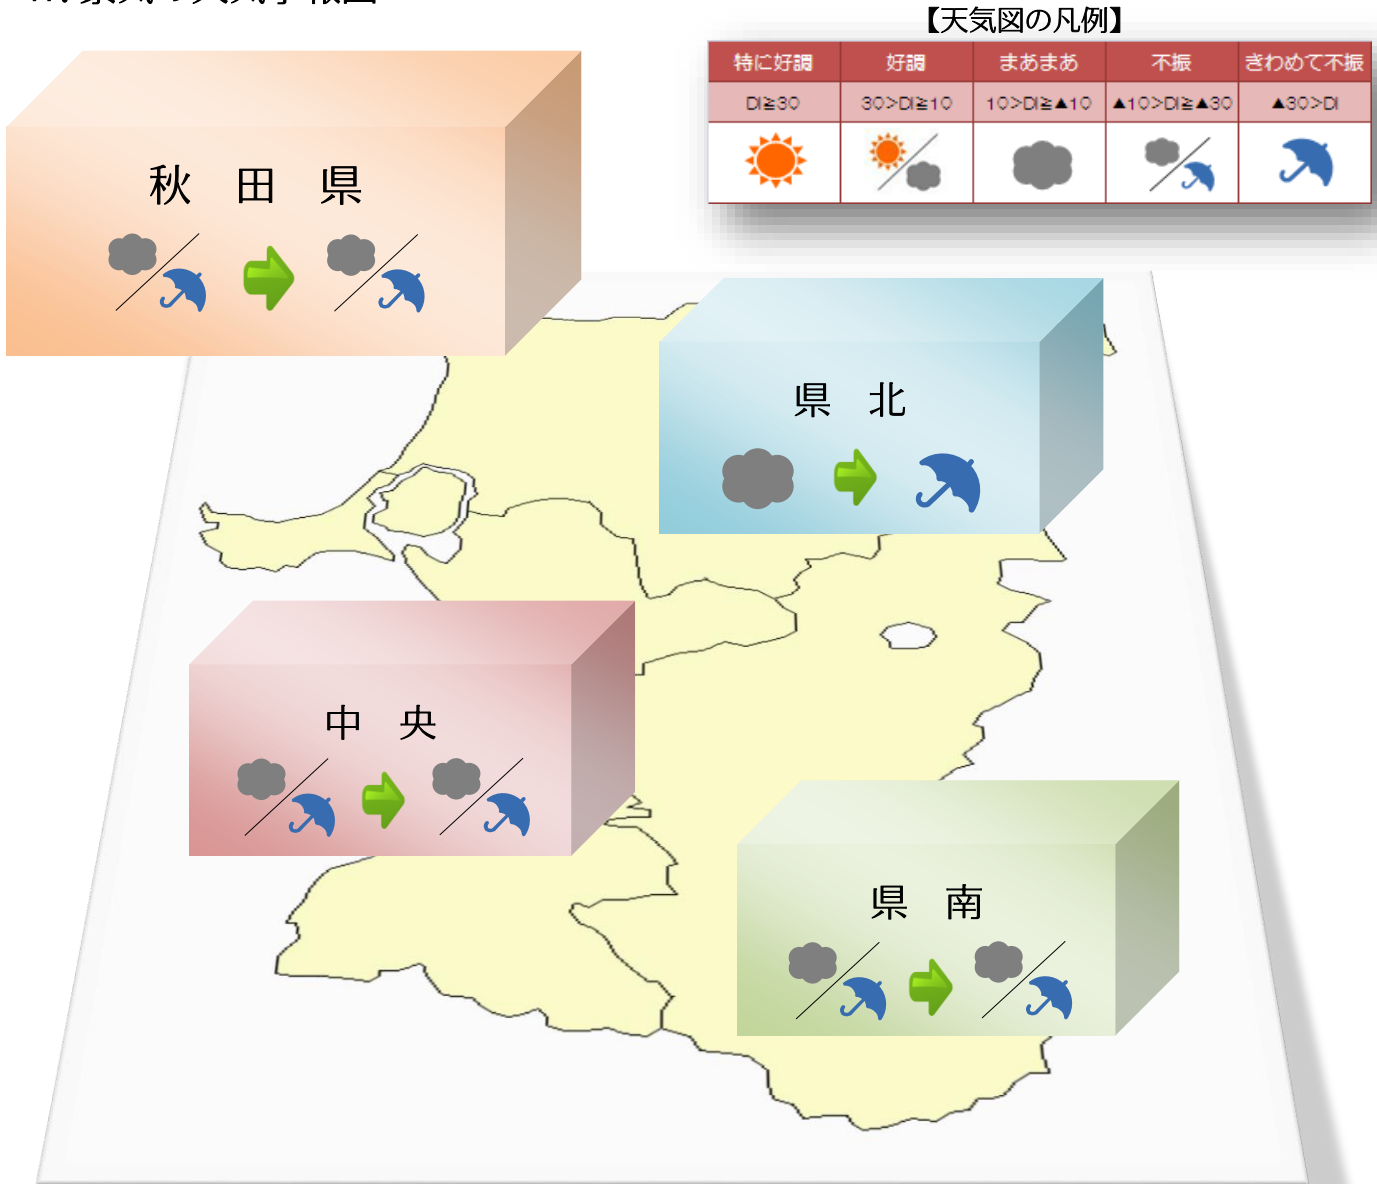 【天気図の凡例】
特に好調 好調 まあまあ 不振 きわめて不振
DI≧30 30>DI≧10 10>DI≧▲10 ▲10>DI≧▲30 ▲30>DI
秋 田 県
県 北
中 央
県 南